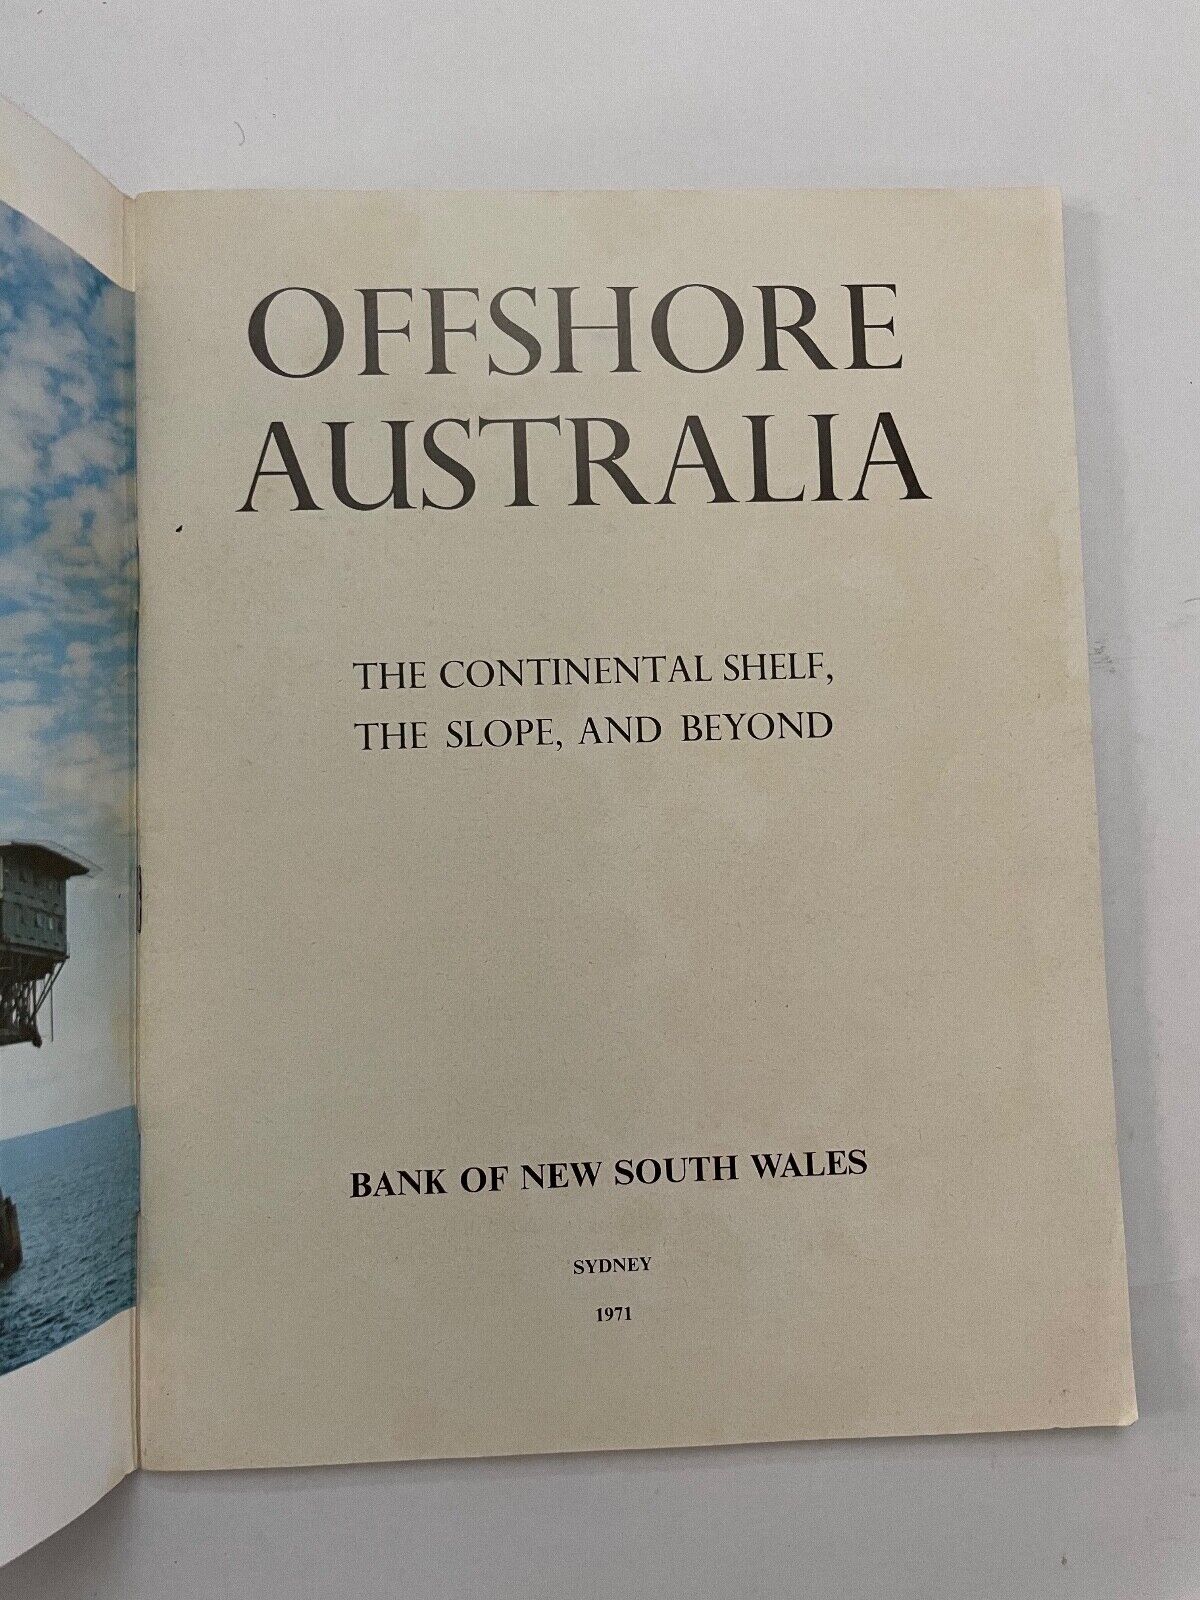 OFFSHORE
AUSTRALIA
THE CONTINENTAL SHELF,
THE SLOPE, AND BEYOND
BANK OF NEW SOUTH WALES
SYDNEY
1971